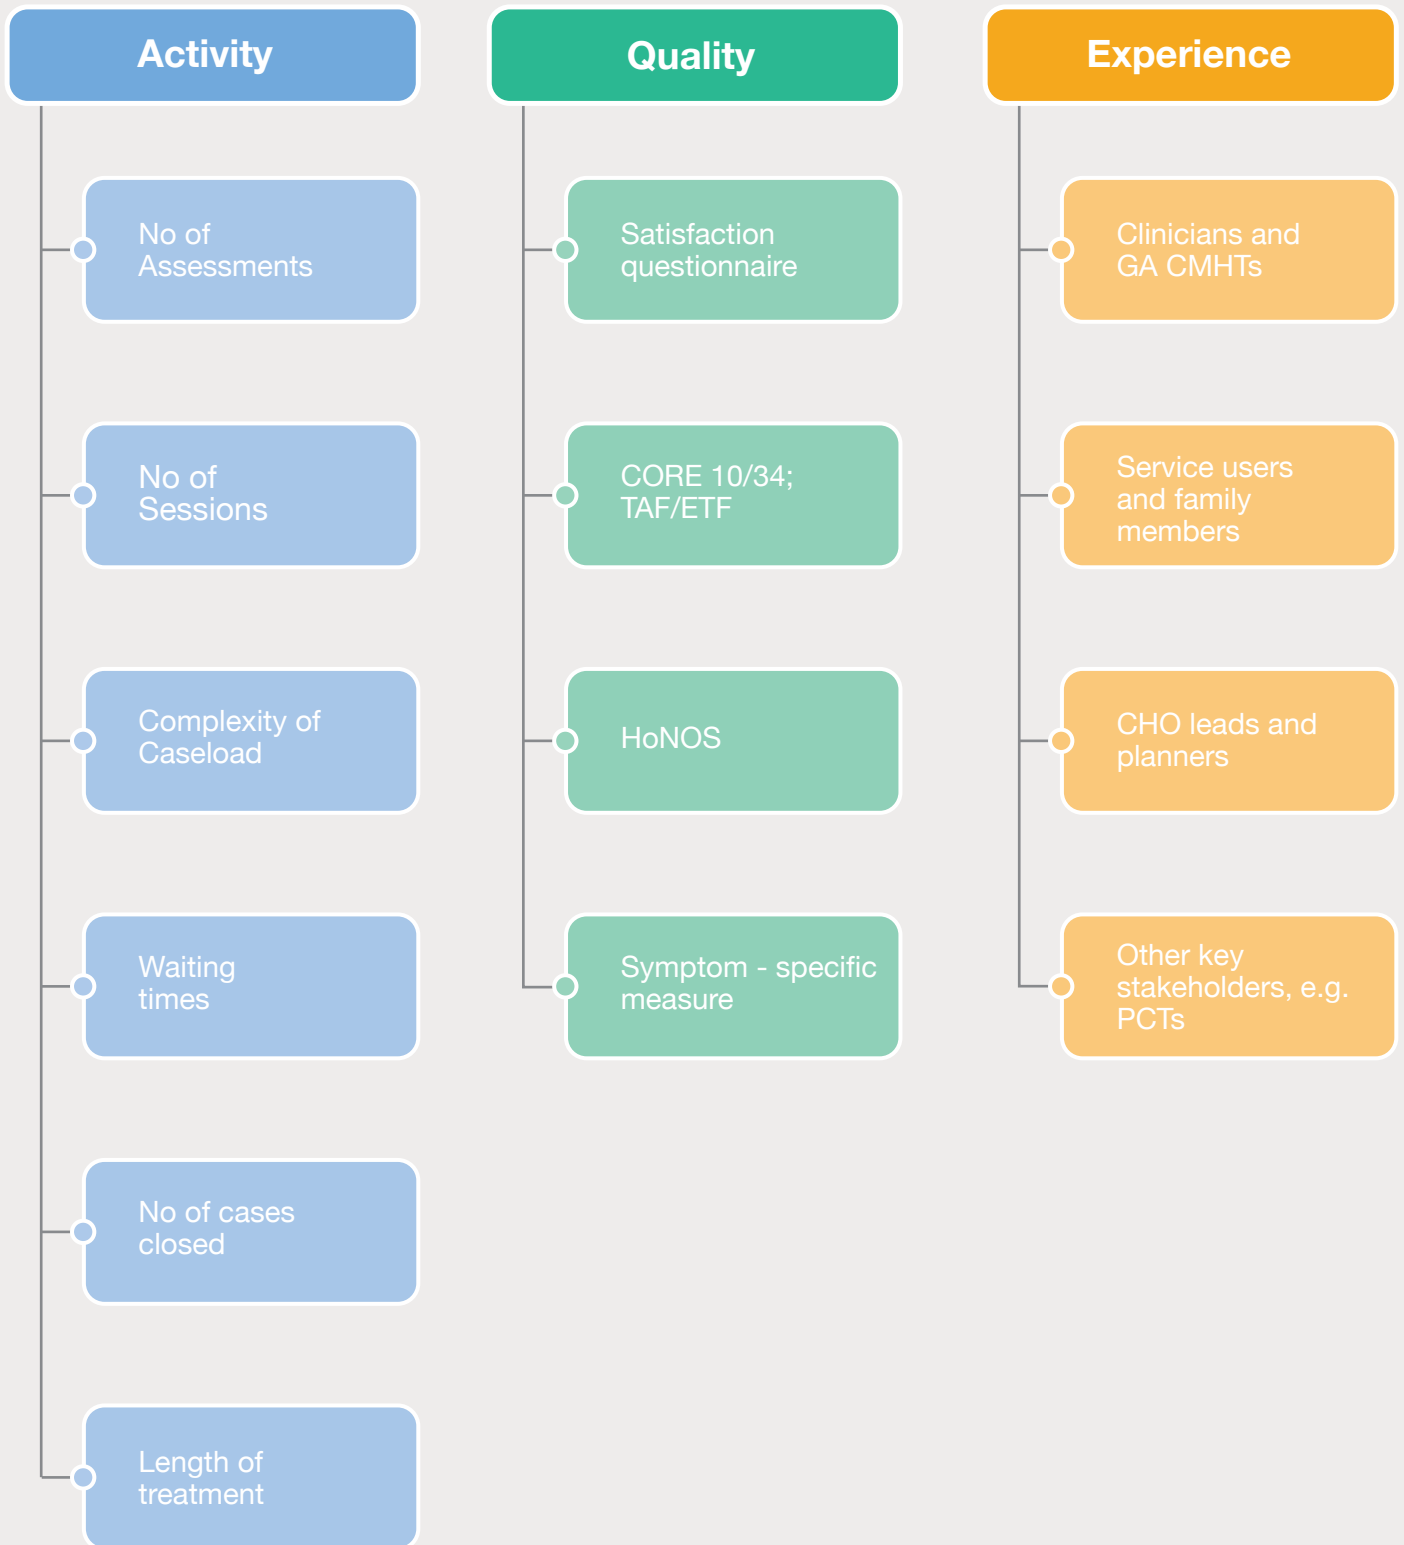 Activity
No of
Assessments
No of
Sessions
Complexity of
Caseload
Waiting
times
No of cases
closed
Length of
treatment
Quality
Satisfaction
questionnaire
CORE 10/34;
TAF/ETF
HoNOS
Symptom - specific
measure
Experience
Clinicians and
GA CMHTs
Service users
and family
members
CHO leads and
planners
Other key
stakeholders, e.g.
PCTs